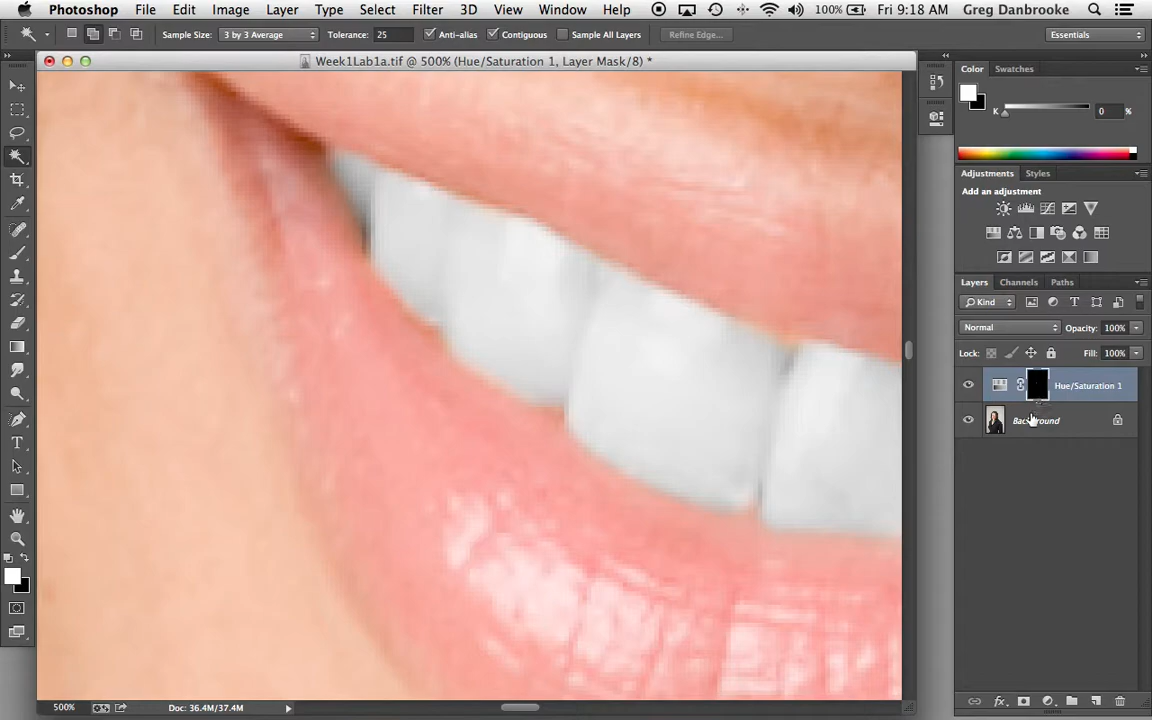 Photoshop File Edit Image Layer Type Select Filter 3D View Window Help 100% Fri 9:18 AM Greg Danbrooke
Sample Size: 3 by 3 Average Tolerance: 25 Anti-alias Contiguous Sample All Layers Refine Edge... Essentials
Week1Lab1a.tif @ 500% (Hue/Saturation 1, Layer Mask/8) *
Color Swatches
K 0 %
Adjustments Styles
Add an adjustment
Layers Channels Paths
Kind
Normal Opacity: 100%
Lock: Fill: 100%
Hue/Saturation 1
Background
500% Doc: 36.4M/37.4M